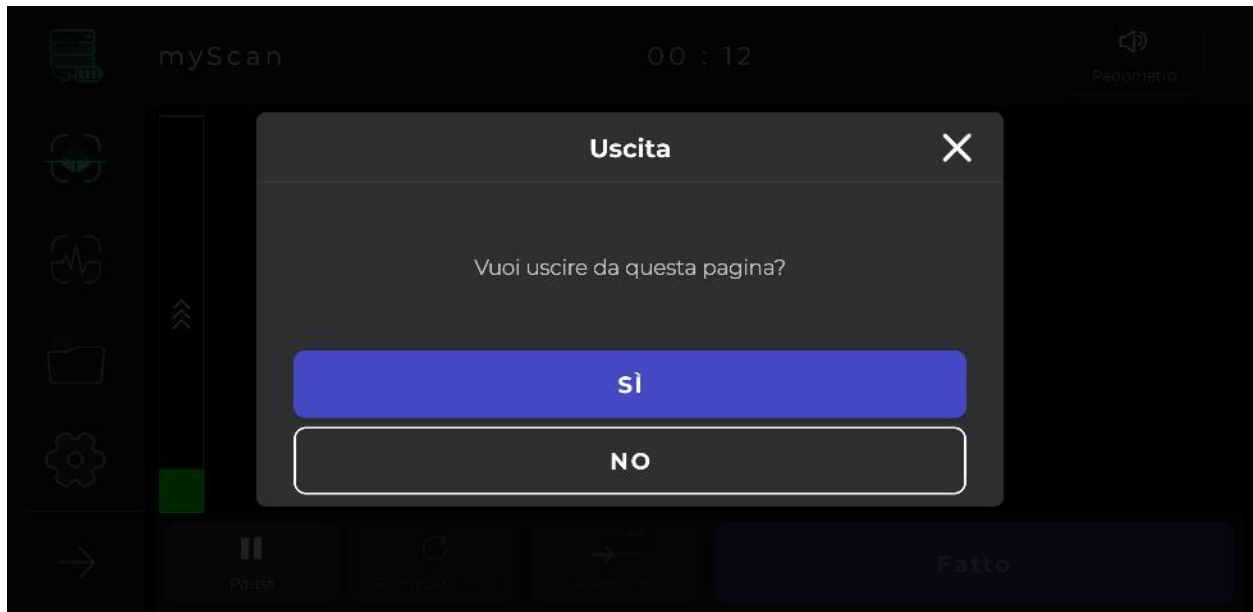 myScan
00 : 12
Pedometro
Uscita
Vuoi uscire da questa pagina?
SÌ
NO
Pausa
Fatto